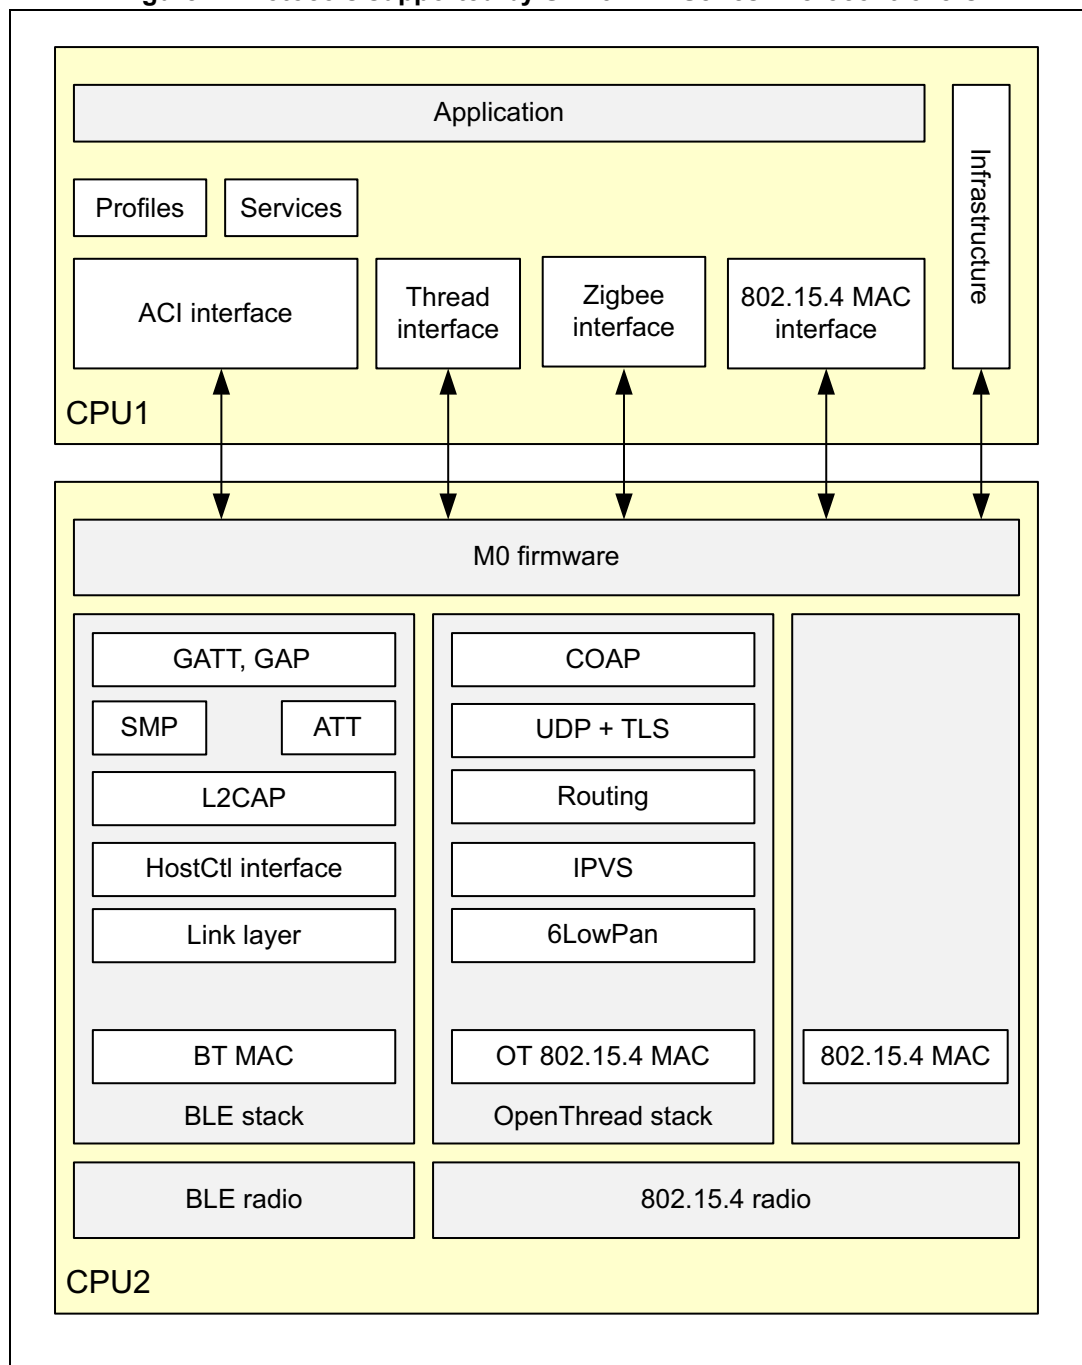 Application
Infrastructure
Profiles
Services
ACI interface
Thread
interface
Zigbee
interface
802.15.4 MAC
interface
CPU1
M0 firmware
GATT, GAP
SMP
ATT
L2CAP
HostCtl interface
Link layer
BT MAC
BLE stack
COAP
UDP + TLS
Routing
IPVS
6LowPan
OT 802.15.4 MAC
OpenThread stack
802.15.4 MAC
BLE radio
802.15.4 radio
CPU2